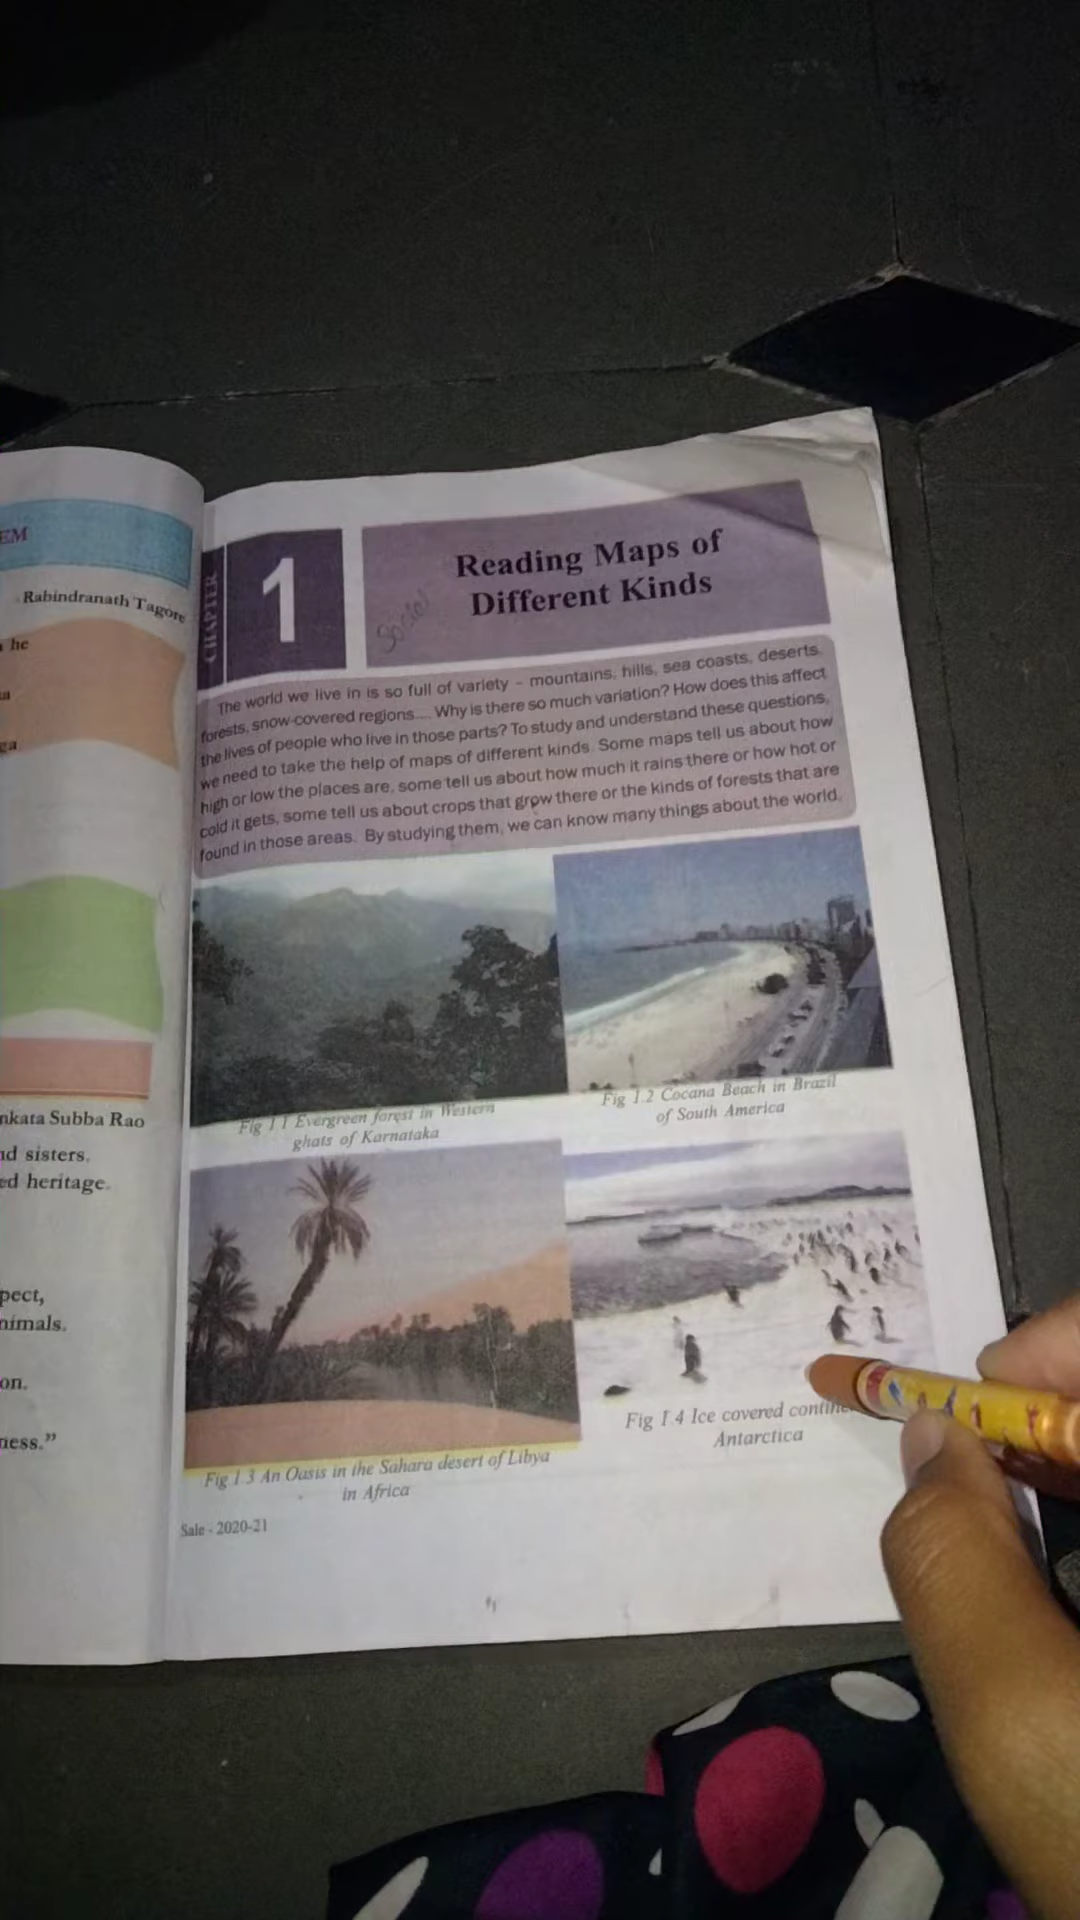 EM
Rabindranath Tagore
he
nkata Subba Rao
nd sisters.
ed heritage.
pect,
nimals.
on.
ness.”
CHAPTER
1
Social
Reading Maps of
Different Kinds
The world we live in is so full of variety – mountains, hills, sea coasts, deserts,
forests, snow-covered regions.... Why is there so much variation? How does this affect
the lives of people who live in those parts? To study and understand these questions,
we need to take the help of maps of different kinds. Some maps tell us about how
high or low the places are, some tell us about how much it rains there or how hot or
cold it gets, some tell us about crops that grow there or the kinds of forests that are
found in those areas. By studying them, we can know many things about the world.
Fig 1.1 Evergreen forest in Western
ghats of Karnataka
Fig 1.2 Cocana Beach in Brazil
of South America
Fig 1.3 An Oasis in the Sahara desert of Libya
in Africa
Fig 1.4 Ice covered contine
Antarctica
Sale - 2020-21